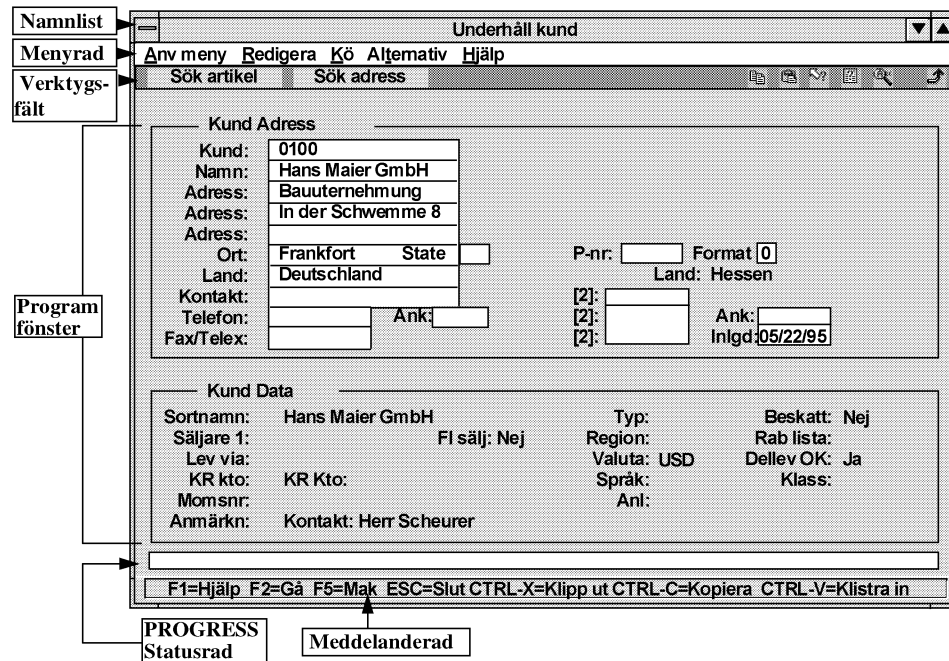 Namnlist
Underhåll kund
Menyrad
Anv meny Redigera Kö Alternativ Hjälp
Verktygs-
fält
Sök artikel Sök adress
Kund Adress
Kund: 0100
Namn: Hans Maier GmbH
Adress: Bauuternehmung
Adress: In der Schwemme 8
Adress:
Ort: Frankfort State P-nr: Format 0
Land: Deutschland Land: Hessen
Kontakt: [2]:
Telefon: Ank: [2]: Ank:
Fax/Telex: [2]: Inlgd: 05/22/95
Program
fönster
Kund Data
Sortnamn: Hans Maier GmbH Typ: Beskatt: Nej
Säljare 1: Fl sälj: Nej Region: Rab lista:
Lev via: Valuta: USD Dellev OK: Ja
KR kto: KR Kto: Språk: Klass:
Momsnr: Anl:
Anmärkn: Kontakt: Herr Scheurer
F1=Hjälp F2=Gå F5=Mak ESC=Slut CTRL-X=Klipp ut CTRL-C=Kopiera CTRL-V=Klistra in
PROGRESS
Statusrad
Meddelanderad